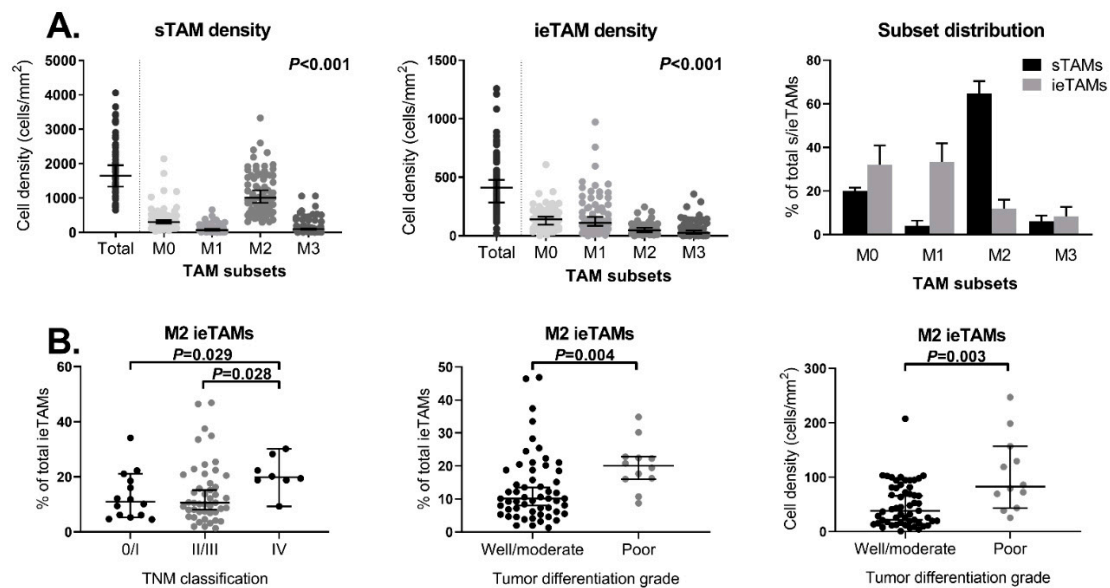 A.
sTAM density
P<0.001
Cell density (cells/mm²)
5000
4000
3000
2000
1000
0
Total M0 M1 M2 M3
TAM subsets
ieTAM density
P<0.001
Cell density (cells/mm²)
1500
1000
500
0
Total M0 M1 M2 M3
TAM subsets
Subset distribution
sTAMs
ieTAMs
% of total s/ieTAMs
80
60
40
20
0
M0 M1 M2 M3
TAM subsets
B.
M2 ieTAMs
P=0.029
P=0.028
% of total ieTAMs
60
40
20
0
0/I II/III IV
TNM classification
M2 ieTAMs
P=0.004
% of total ieTAMs
50
40
30
20
10
0
Well/moderate Poor
Tumor differentiation grade
M2 ieTAMs
P=0.003
Cell density (cells/mm²)
300
200
100
0
Well/moderate Poor
Tumor differentiation grade